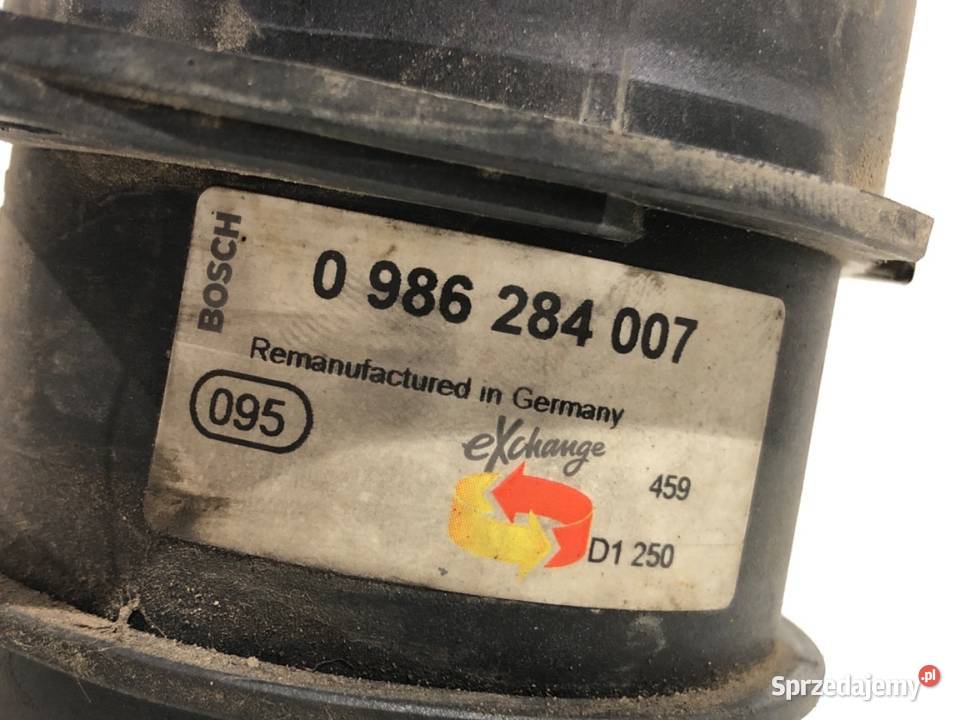 BOSCH
0 986 284 007
Remanufactured in Germany
095
eXchange
459
D1 250
Sprzedajemy.pl